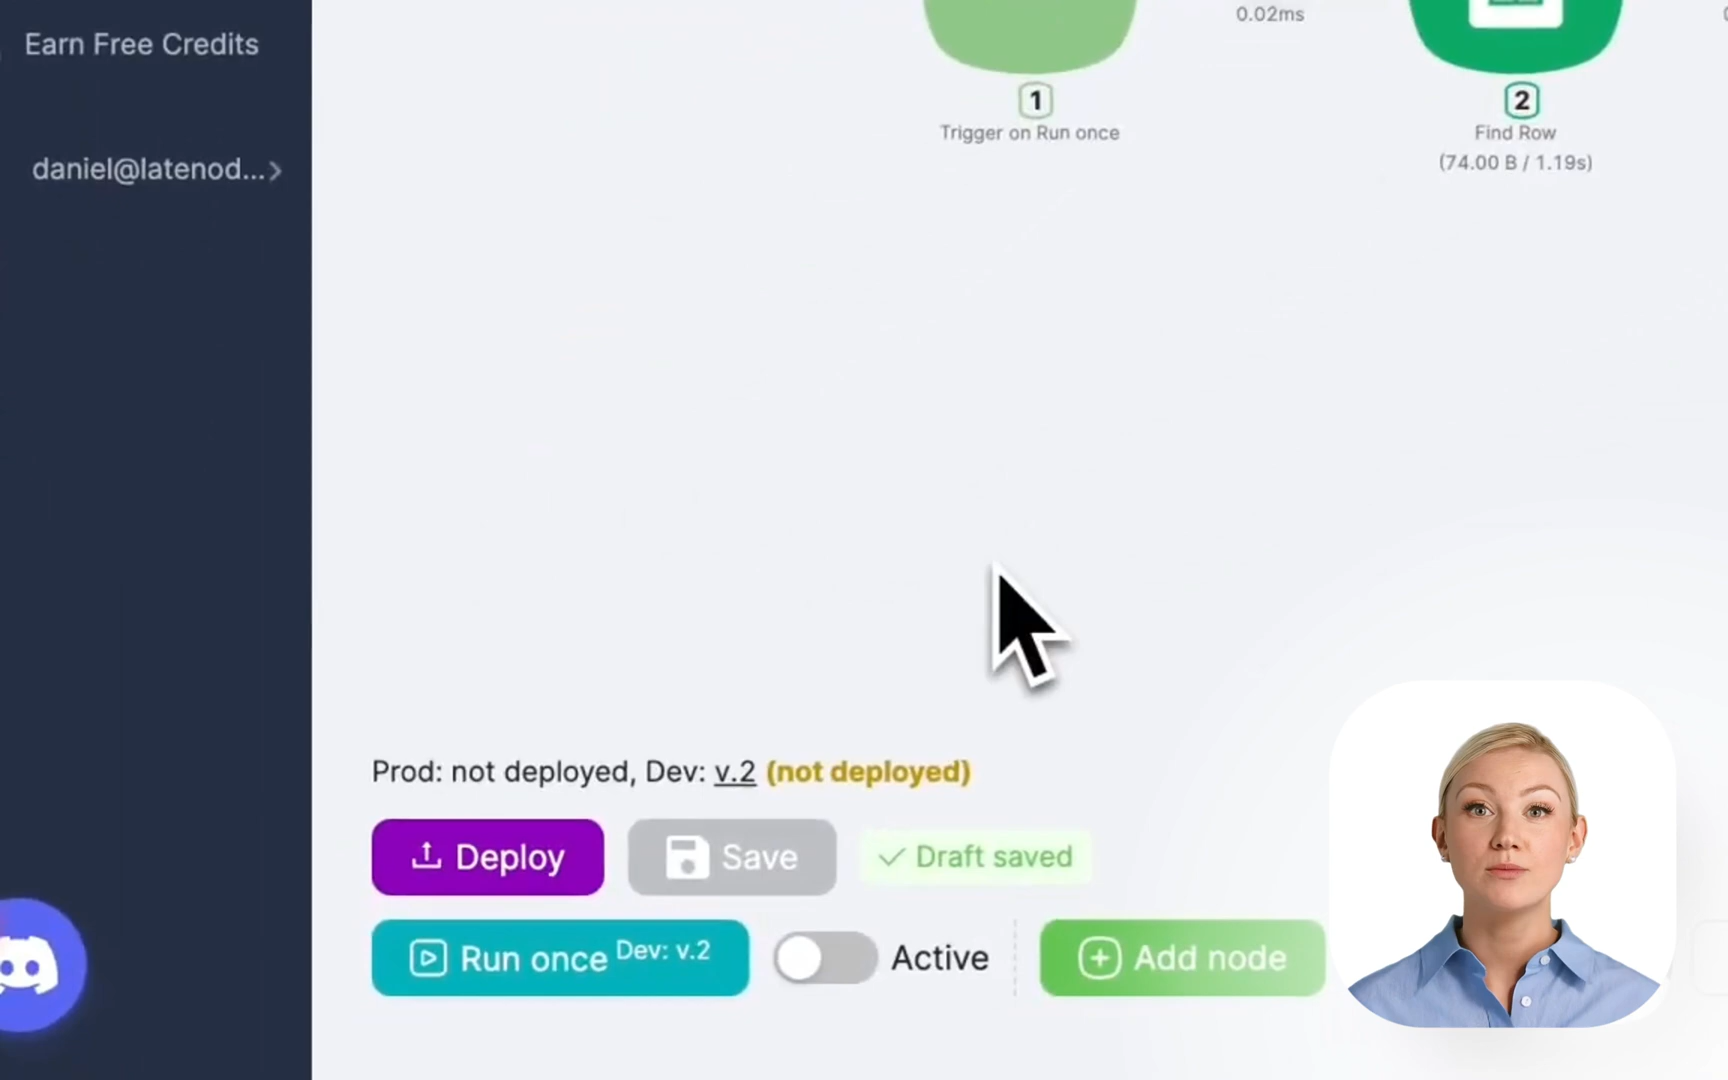 Earn Free Credits
daniel@latenod...
0.02ms
1
Trigger on Run once
2
Find Row
(74.00 B / 1.19s)
Prod: not deployed, Dev: v.2 (not deployed)
Deploy
Save
Draft saved
Run once Dev: v.2
Active
Add node